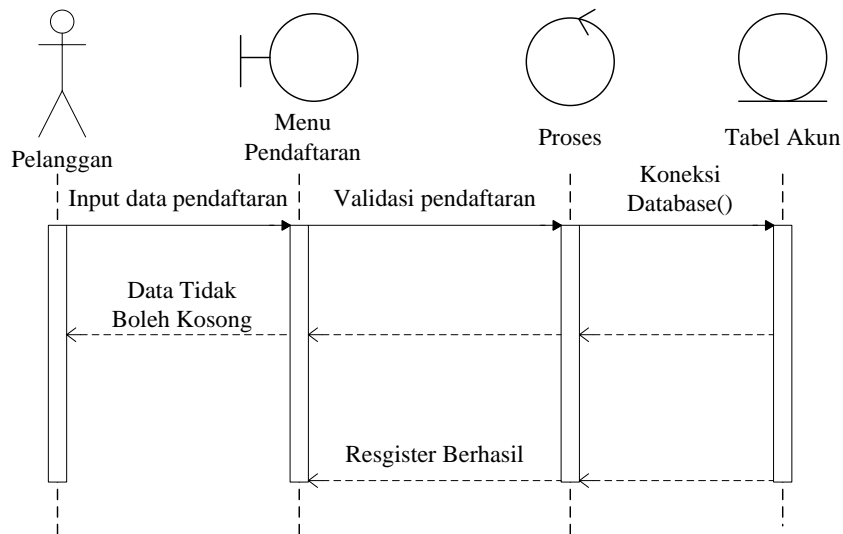 Pelanggan
Menu
Pendaftaran
Proses
Tabel Akun
Input data pendaftaran
Validasi pendaftaran
Koneksi
Database()
Data Tidak
Boleh Kosong
Resgister Berhasil